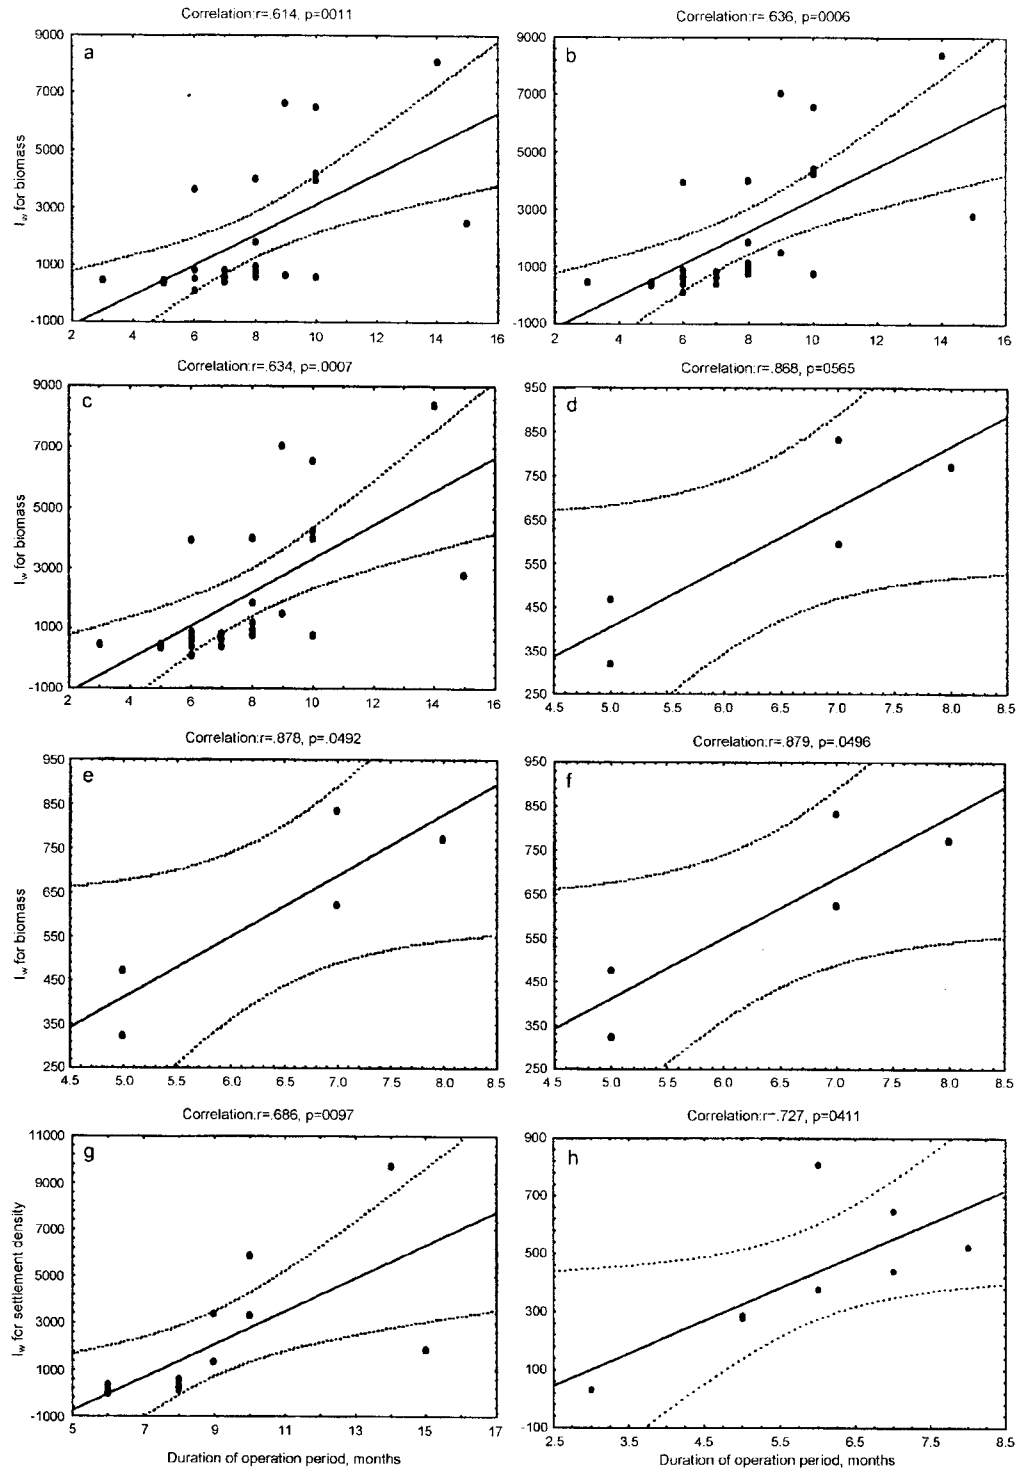 Correlation:r=.614, p=0011
a
9000
7000
5000
3000
1000
-1000
2 4 6 8 10 12 14 16
I_w for biomass
Correlation:r=.636, p=0006
b
9000
7000
5000
3000
1000
-1000
2 4 6 8 10 12 14 16
Correlation:r=.634, p=.0007
c
9000
7000
5000
3000
1000
-1000
2 4 6 8 10 12 14 16
I_w for biomass
Correlation:r=.868, p=0565
d
950
850
750
650
550
450
350
250
4.5 5.0 5.5 6.0 6.5 7.0 7.5 8.0 8.5
Correlation:r=.878, p=.0492
e
950
850
750
650
550
450
350
250
4.5 5.0 5.5 6.0 6.5 7.0 7.5 8.0 8.5
I_w for biomass
Correlation:r=.879, p=.0496
f
950
850
750
650
550
450
350
250
4.5 5.0 5.5 6.0 6.5 7.0 7.5 8.0 8.5
Correlation:r=.686, p=0097
g
11000
9000
7000
5000
3000
1000
-1000
5 7 9 11 13 15 17
I_w for settlement density
Duration of operation period, months
Correlation:r=.727, p=0411
h
900
700
500
300
100
-100
2.5 3.5 4.5 5.5 6.5 7.5 8.5
Duration of operation period, months